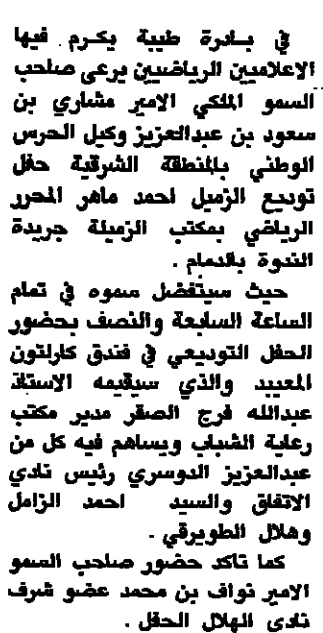 في بادرة طيبة يكرم فيها
الاعلاميين الرياضيين يرعى صاحب
السمو الملكي الامير مشاري بن
سعود بن عبدالعزيز وكيل الحرس
الوطني بالمنطقة الشرقية حفل
توديع الزميل احمد ماهر المحرر
الرياضي بمكتب الزميلة جريدة
الندوة بالدمام .
حيث سيتفضل سموه في تمام
الساعة السابعة والنصف بحضور
الحفل التوديعي في فندق كارلتون
المعيبد والذي سيقيمه الاستاذ
عبدالله فرج الصقر مدير مكتب
رعاية الشباب ويساهم فيه كل من
عبدالعزيز الدوسري رئيس نادي
الاتفاق والسيد احمد الزامل
وهلال الطويرقي .
كما تاكد حضور صاحب السمو
الامير نواف بن محمد عضو شرف
نادي الهلال الحفل .